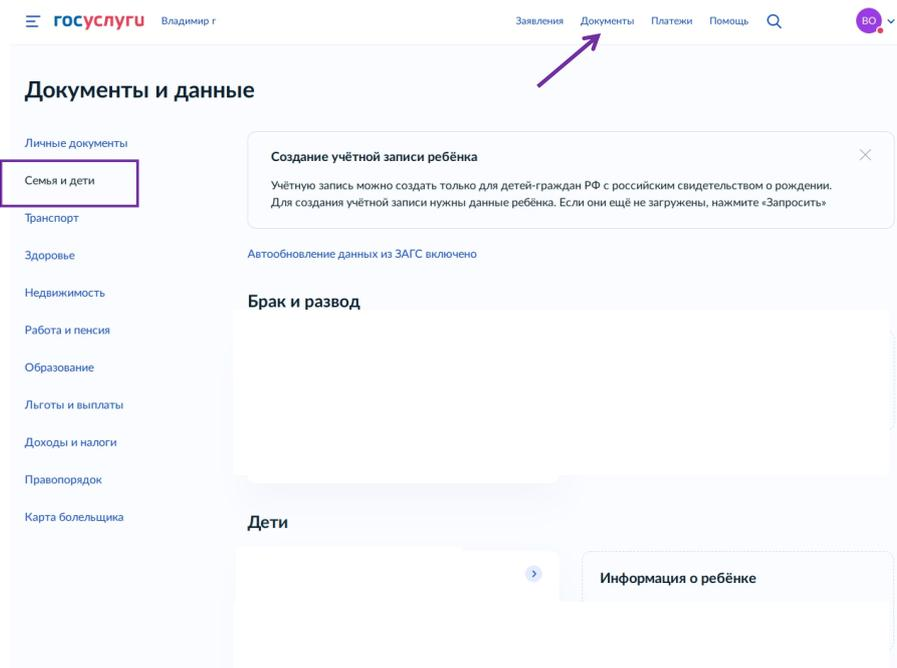 госуслуги Владимир г Заявления Документы Платежи Помощь ВО
Документы и данные
Личные документы
Семья и дети
Транспорт
Здоровье
Недвижимость
Работа и пенсия
Образование
Льготы и выплаты
Доходы и налоги
Правопорядок
Карта болельщика
Создание учётной записи ребёнка
Учётную запись можно создать только для детей-граждан РФ с российским свидетельством о рождении.
Для создания учётной записи нужны данные ребёнка. Если они ещё не загружены, нажмите «Запросить»
Автообновление данных из ЗАГС включено
Брак и развод
Дети
Информация о ребёнке